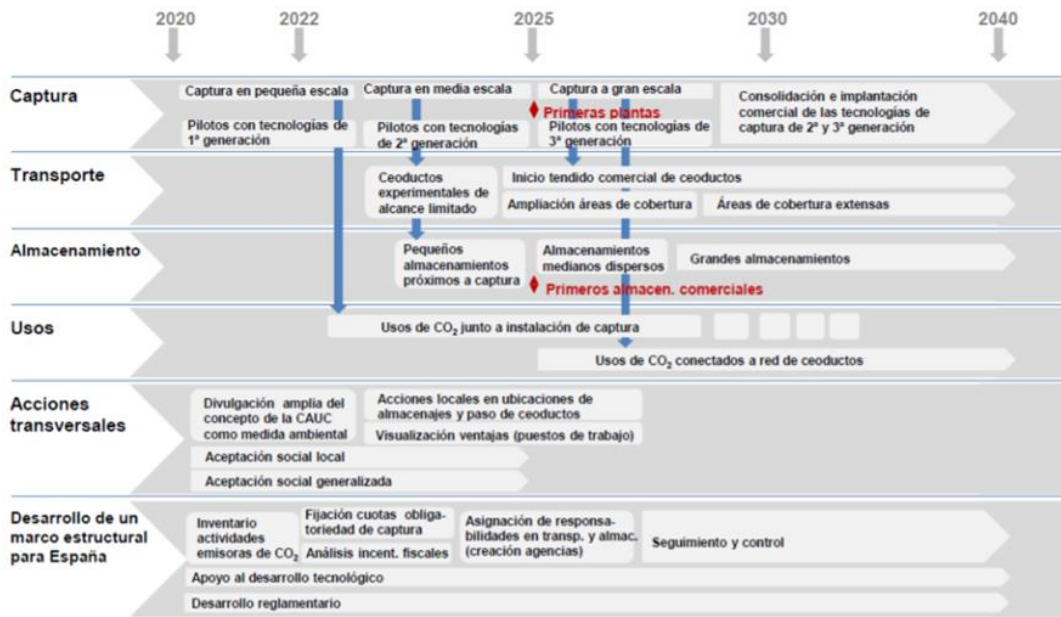 2020
2022
2025
2030
2040
Captura
Captura en pequeña escala
Captura en media escala
Captura a gran escala
Primeras plantas
Pilotos con tecnologías de
1ª generación
Pilotos con tecnologías
de 2ª generación
Pilotos con tecnologías de
3ª generación
Consolidación e implantación
comercial de las tecnologías de
captura de 2ª y 3ª generación
Transporte
Ceoductos
experimentales de
alcance limitado
Inicio tendido comercial de ceoductos
Ampliación áreas de cobertura
Áreas de cobertura extensas
Almacenamiento
Pequeños
almacenamientos
próximos a captura
Almacenamientos
medianos dispersos
Grandes almacenamientos
Primeros almacen. comerciales
Usos
Usos de CO₂ junto a instalación de captura
Usos de CO₂ conectados a red de ceoductos
Acciones
transversales
Divulgación amplia del
concepto de la CAUC
como medida ambiental
Acciones locales en ubicaciones de
almacenajes y paso de ceoductos
Visualización ventajas (puestos de trabajo)
Aceptación social local
Aceptación social generalizada
Desarrollo de un
marco estructural
para España
Inventario
actividades
emisoras de CO₂
Fijación cuotas obliga-
toriedad de captura
Análisis incent. fiscales
Asignación de responsa-
bilidades en transp. y almac.
(creación agencias)
Seguimiento y control
Apoyo al desarrollo tecnológico
Desarrollo reglamentario